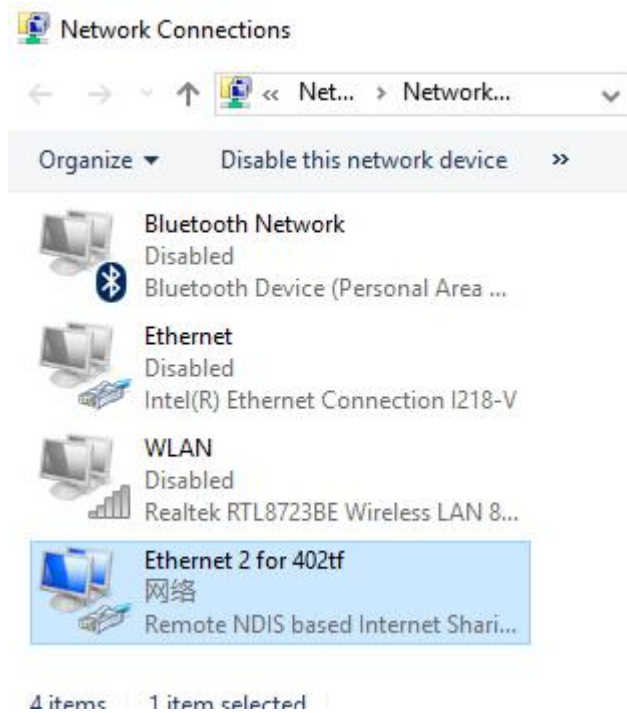 Network Connections
« Net... › Network...
Organize Disable this network device »
Bluetooth Network
Disabled
Bluetooth Device (Personal Area ...
Ethernet
Disabled
Intel(R) Ethernet Connection I218-V
WLAN
Disabled
Realtek RTL8723BE Wireless LAN 8...
Ethernet 2 for 402tf
网络
Remote NDIS based Internet Shari...
4 items 1 item selected